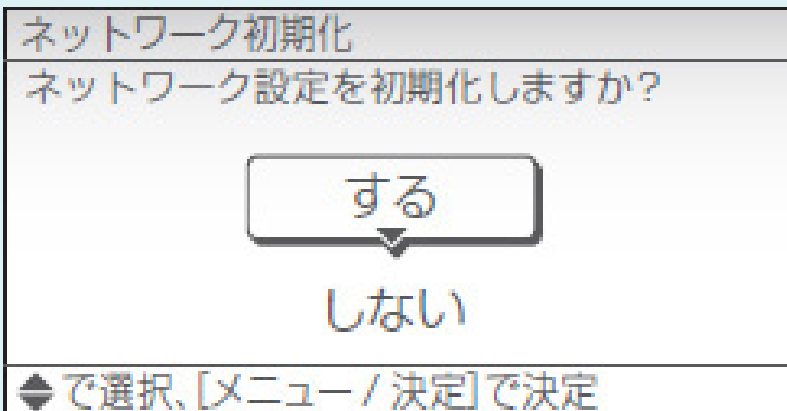 ネットワーク初期化
ネットワーク設定を初期化しますか?
する
しない
◆で選択、[メニュー / 決定]で決定